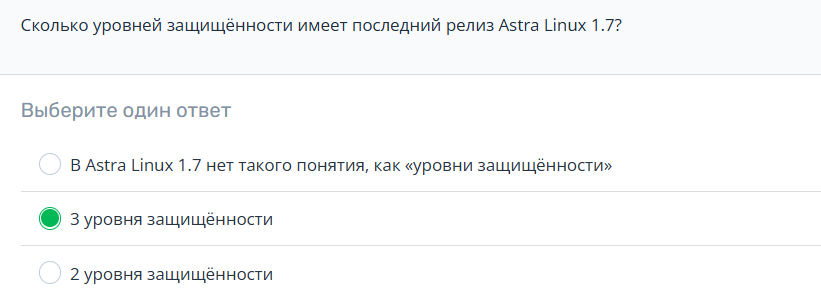 Сколько уровней защищённости имеет последний релиз Astra Linux 1.7?
Выберите один ответ
В Astra Linux 1.7 нет такого понятия, как «уровни защищённости»
3 уровня защищённости
2 уровня защищённости